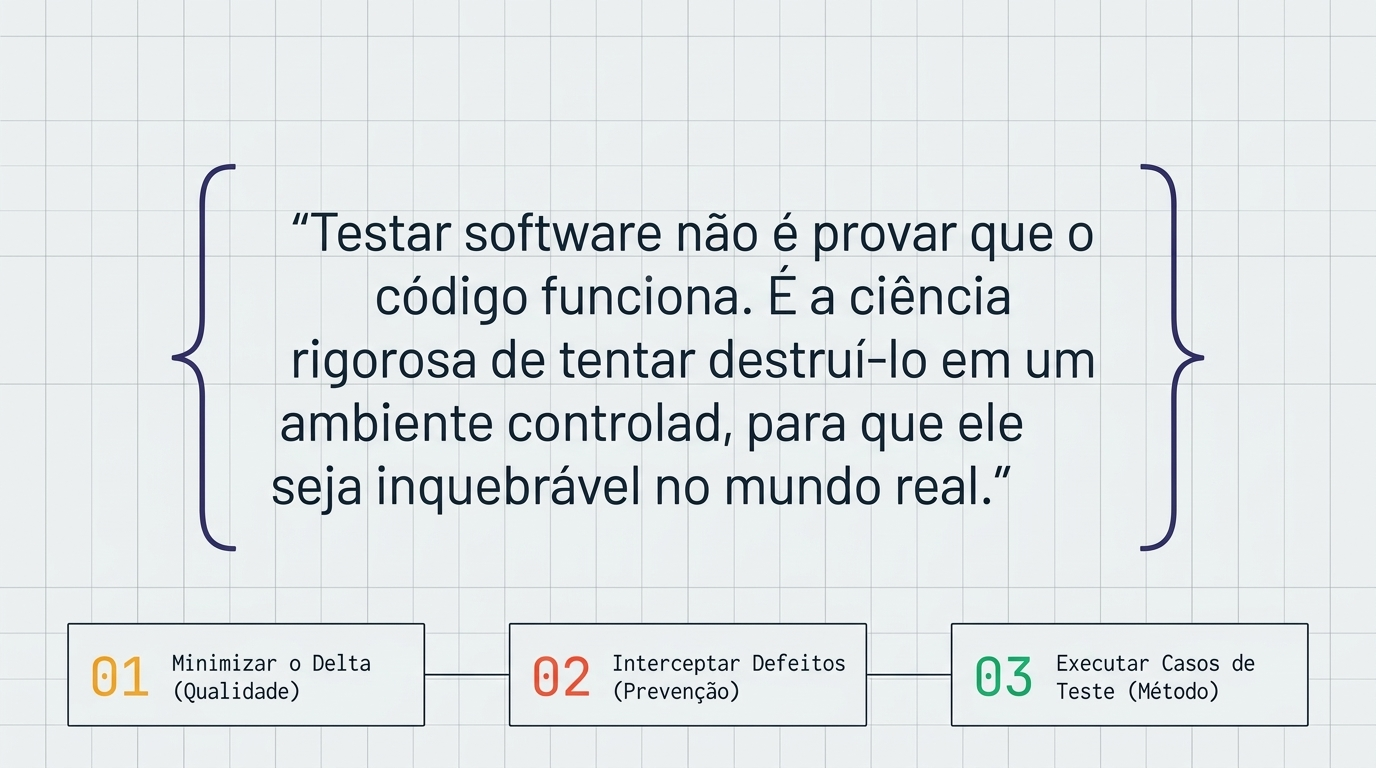 “Testar software não é provar que o
código funciona. É a ciência
rigorosa de tentar destruí-lo em um
ambiente controlad, para que ele
seja inquebrável no mundo real.”
01 Minimizar o Delta
(Qualidade)
02 Interceptar Defeitos
(Prevenção)
03 Executar Casos de
Teste (Método)